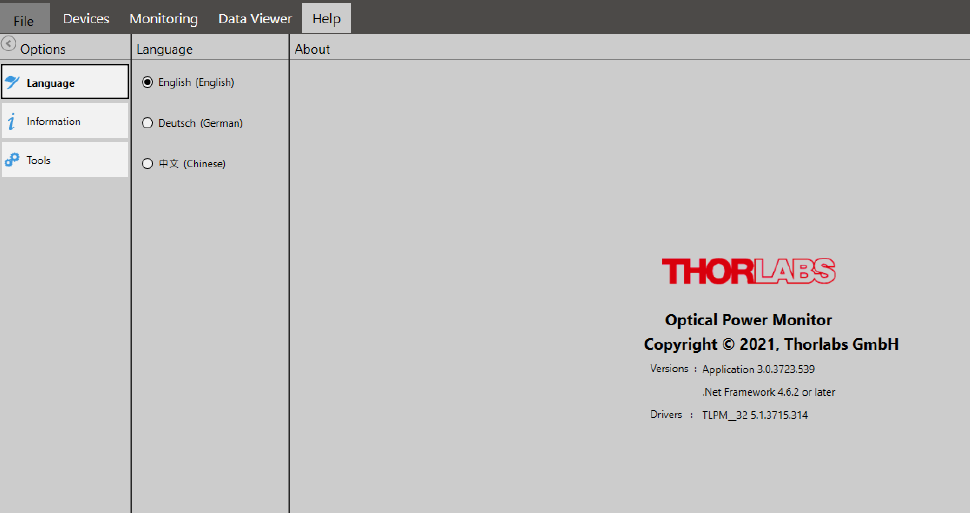 File Devices Monitoring Data Viewer Help
Options
Language
Information
Tools
Language
English (English)
Deutsch (German)
中文 (Chinese)
About
THORLABS
Optical Power Monitor
Copyright © 2021, Thorlabs GmbH
Versions : Application 3.0.3723.539
.Net Framework 4.6.2 or later
Drivers : TLPM_32 5.1.3715.314